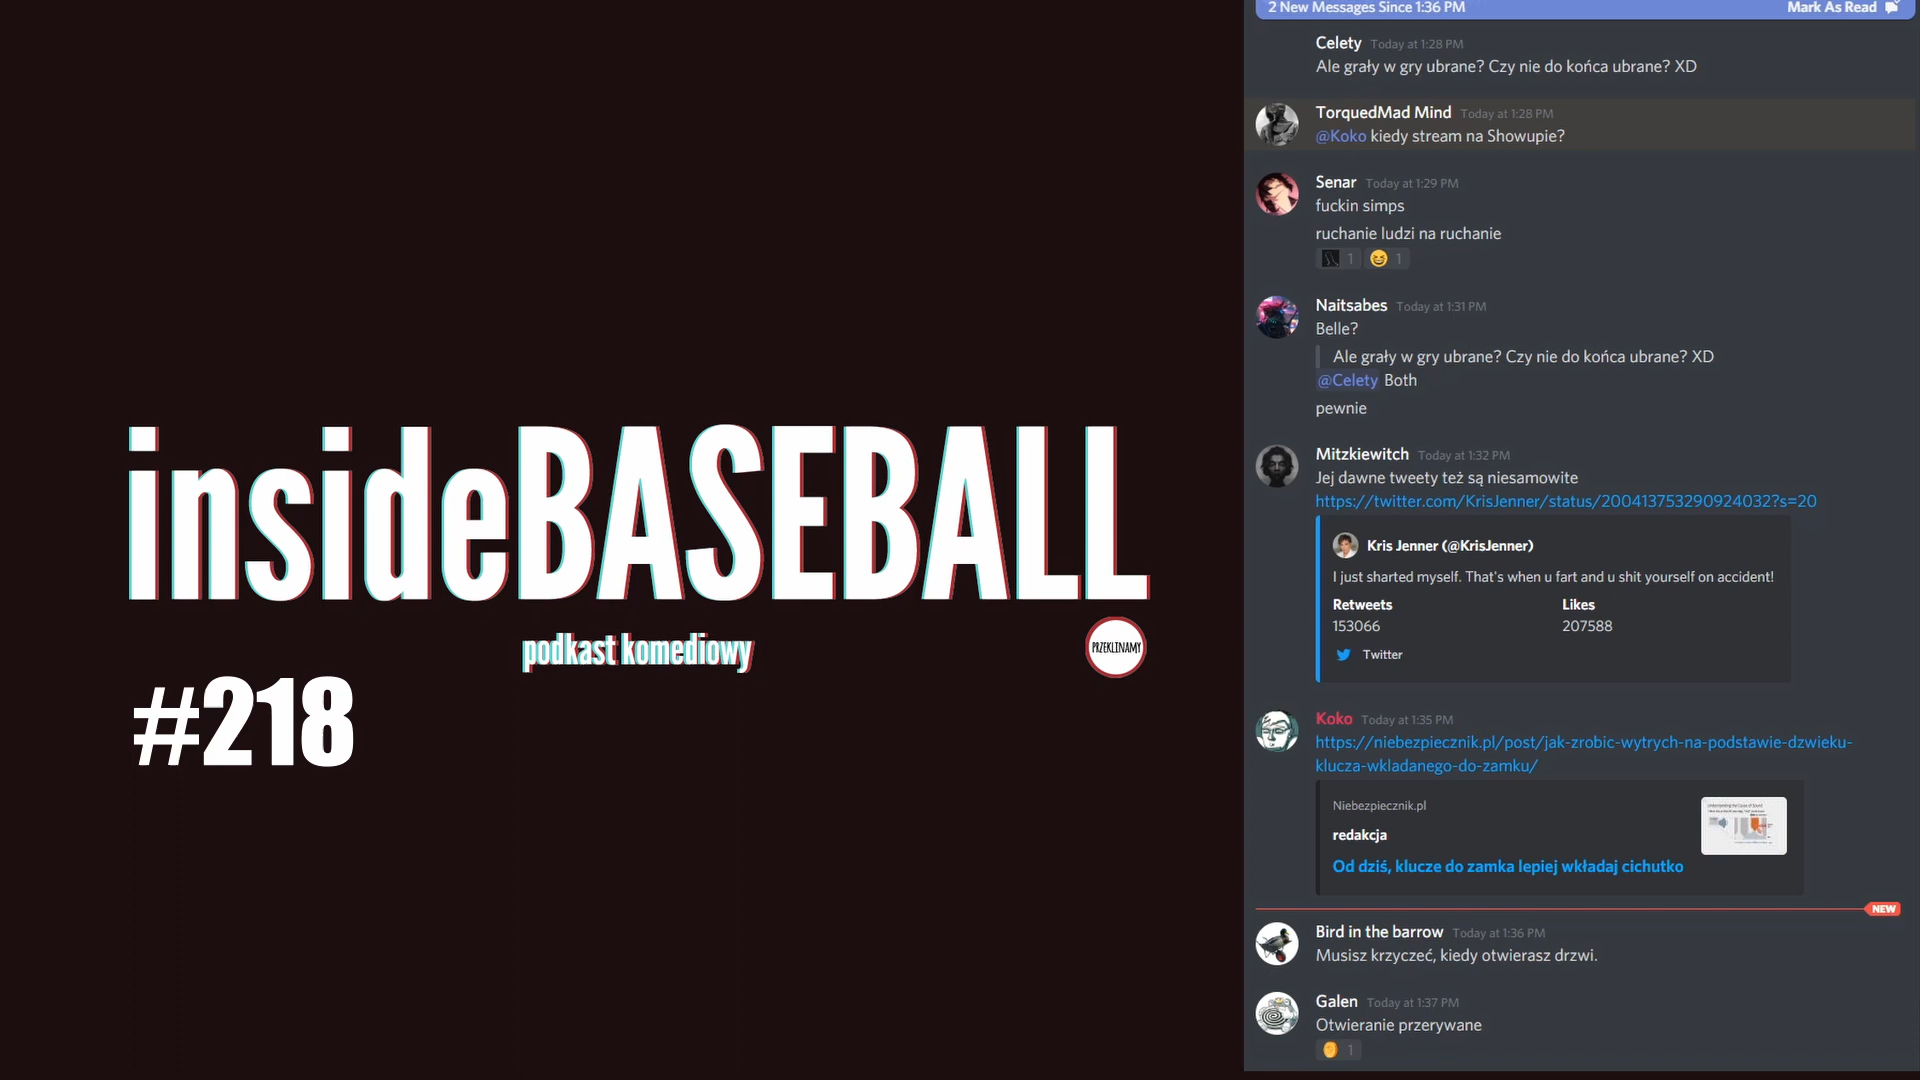 insideBASEBALL
podkast komediowy
PRZEKLINAMY
#218
2 New Messages Since 1:36 PM
Mark As Read
Celety Today at 1:28 PM
Ale grały w gry ubrane? Czy nie do końca ubrane? XD
TorquedMad Mind Today at 1:28 PM
@Koko kiedy stream na Showupie?
Senar Today at 1:29 PM
fuckin simps
ruchanie ludzi na ruchanie
1 1
Naitsabes Today at 1:31 PM
Belle?
Ale grały w gry ubrane? Czy nie do końca ubrane? XD
@Celety Both
pewnie
Mitzkiewitch Today at 1:32 PM
Jej dawne tweety też są niesamowite
https://twitter.com/KrisJenner/status/200413753290924032?s=20
Kris Jenner (@KrisJenner)
I just sharted myself. That's when u fart and u shit yourself on accident!
Retweets Likes
153066 207588
Twitter
Koko Today at 1:35 PM
https://niebezpiecznik.pl/post/jak-zrobic-wytrych-na-podstawie-dzwieku-
klucza-wkladanego-do-zamku/
Niebezpiecznik.pl
redakcja
Od dziś, klucze do zamka lepiej wkładaj cichutko
NEW
Bird in the barrow Today at 1:36 PM
Musisz krzyczeć, kiedy otwierasz drzwi.
Galen Today at 1:37 PM
Otwieranie przerywane
1